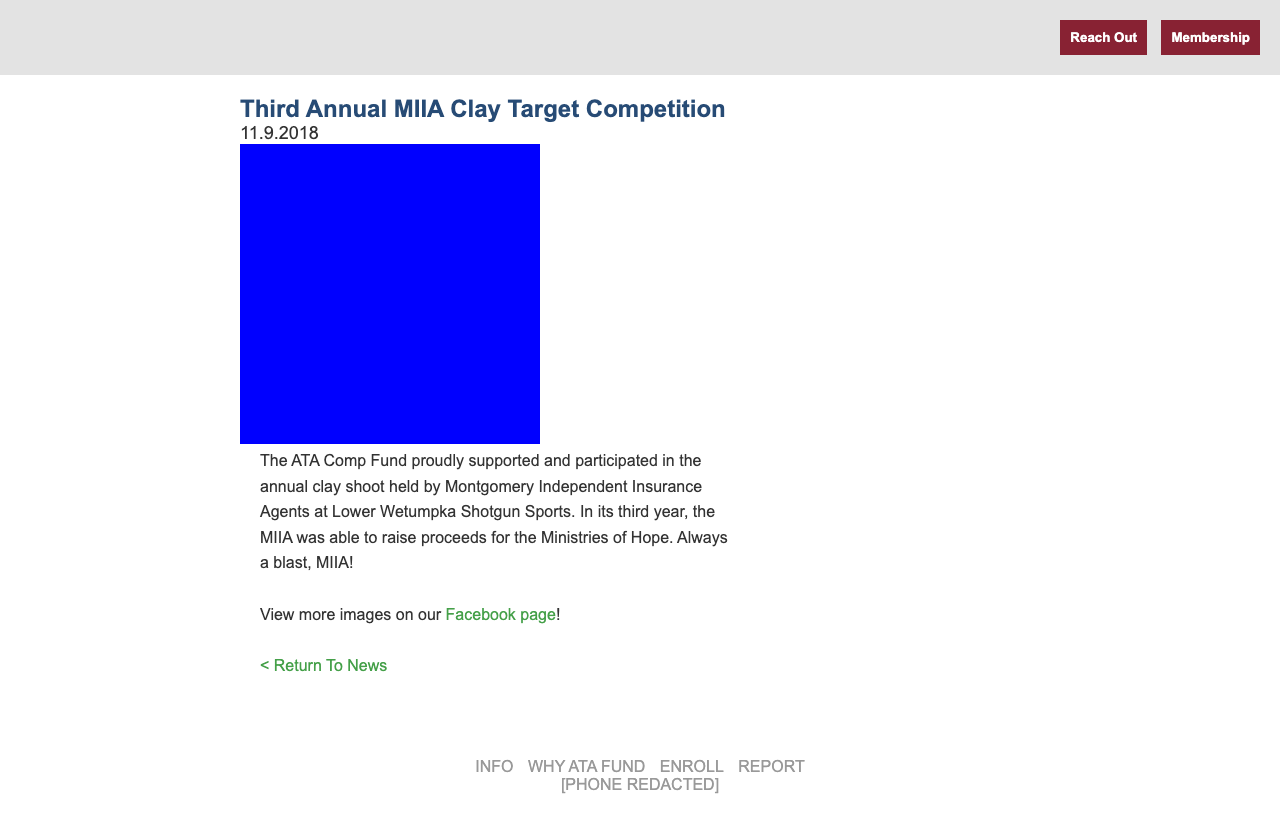 Reach Out Membership
Third Annual MIIA Clay Target Competition
11.9.2018
The ATA Comp Fund proudly supported and participated in the
annual clay shoot held by Montgomery Independent Insurance
Agents at Lower Wetumpka Shotgun Sports. In its third year, the
MIIA was able to raise proceeds for the Ministries of Hope. Always
a blast, MIIA!
View more images on our Facebook page!
< Return To News
INFO WHY ATA FUND ENROLL REPORT
[PHONE REDACTED]